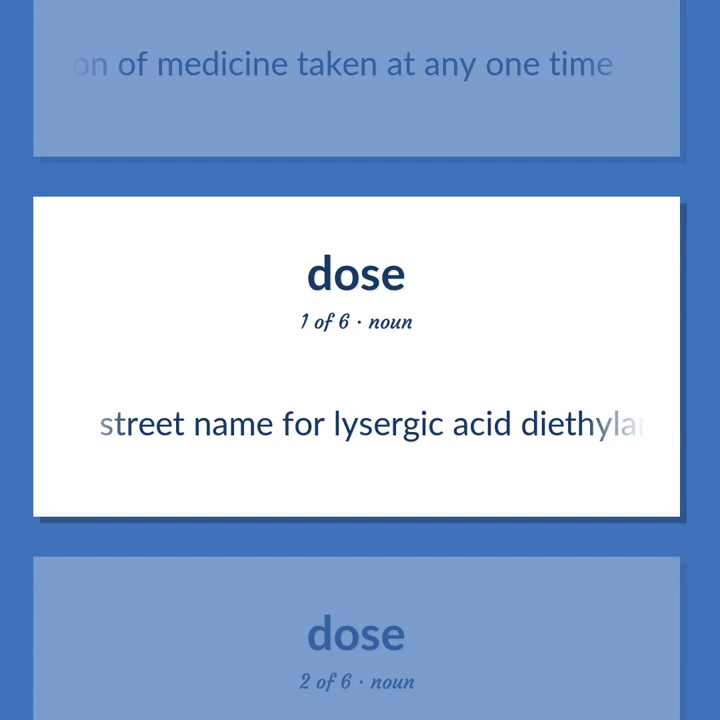 on of medicine taken at any one time
dose
1 of 6 · noun
street name for lysergic acid diethyla
dose
2 of 6 · noun